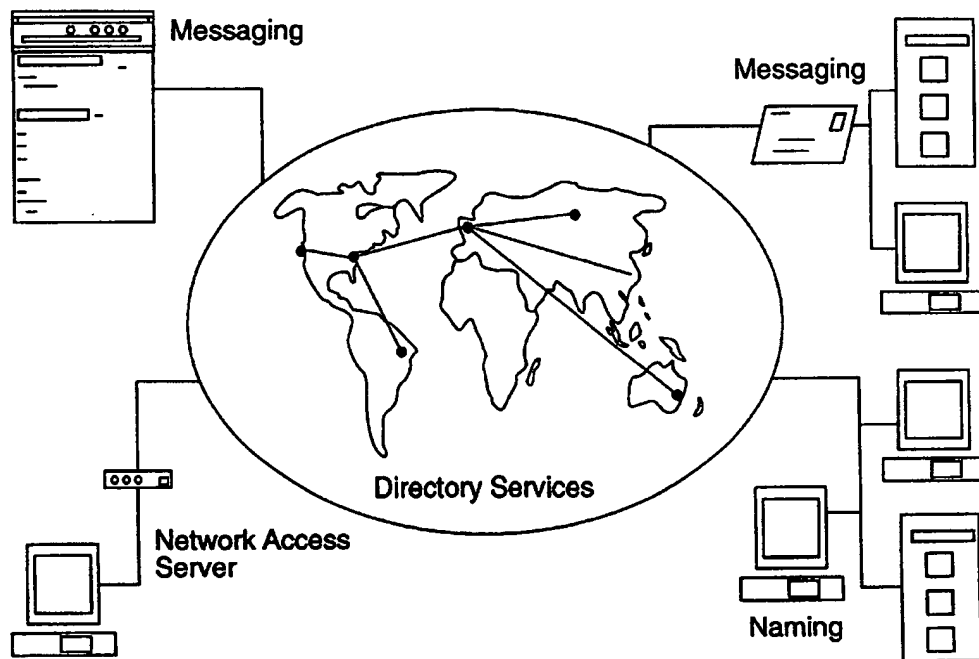 Messaging
Messaging
Directory Services
Network Access
Server
Naming